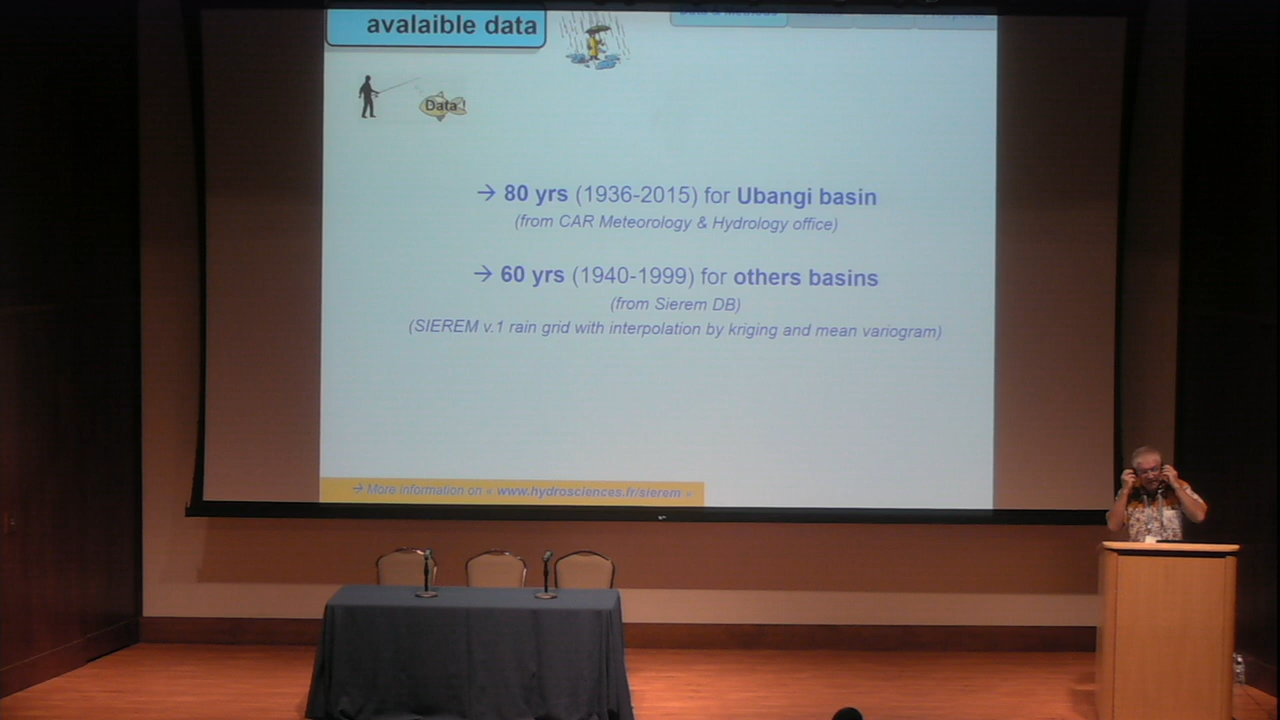 avalaible data
Data & Methods
Data !
→ 80 yrs (1936-2015) for Ubangi basin
(from CAR Meteorology & Hydrology office)
→ 60 yrs (1940-1999) for others basins
(from Sierem DB)
(SIEREM v.1 rain grid with interpolation by kriging and mean variogram)
→ More information on « www.hydrosciences.fr/sierem »